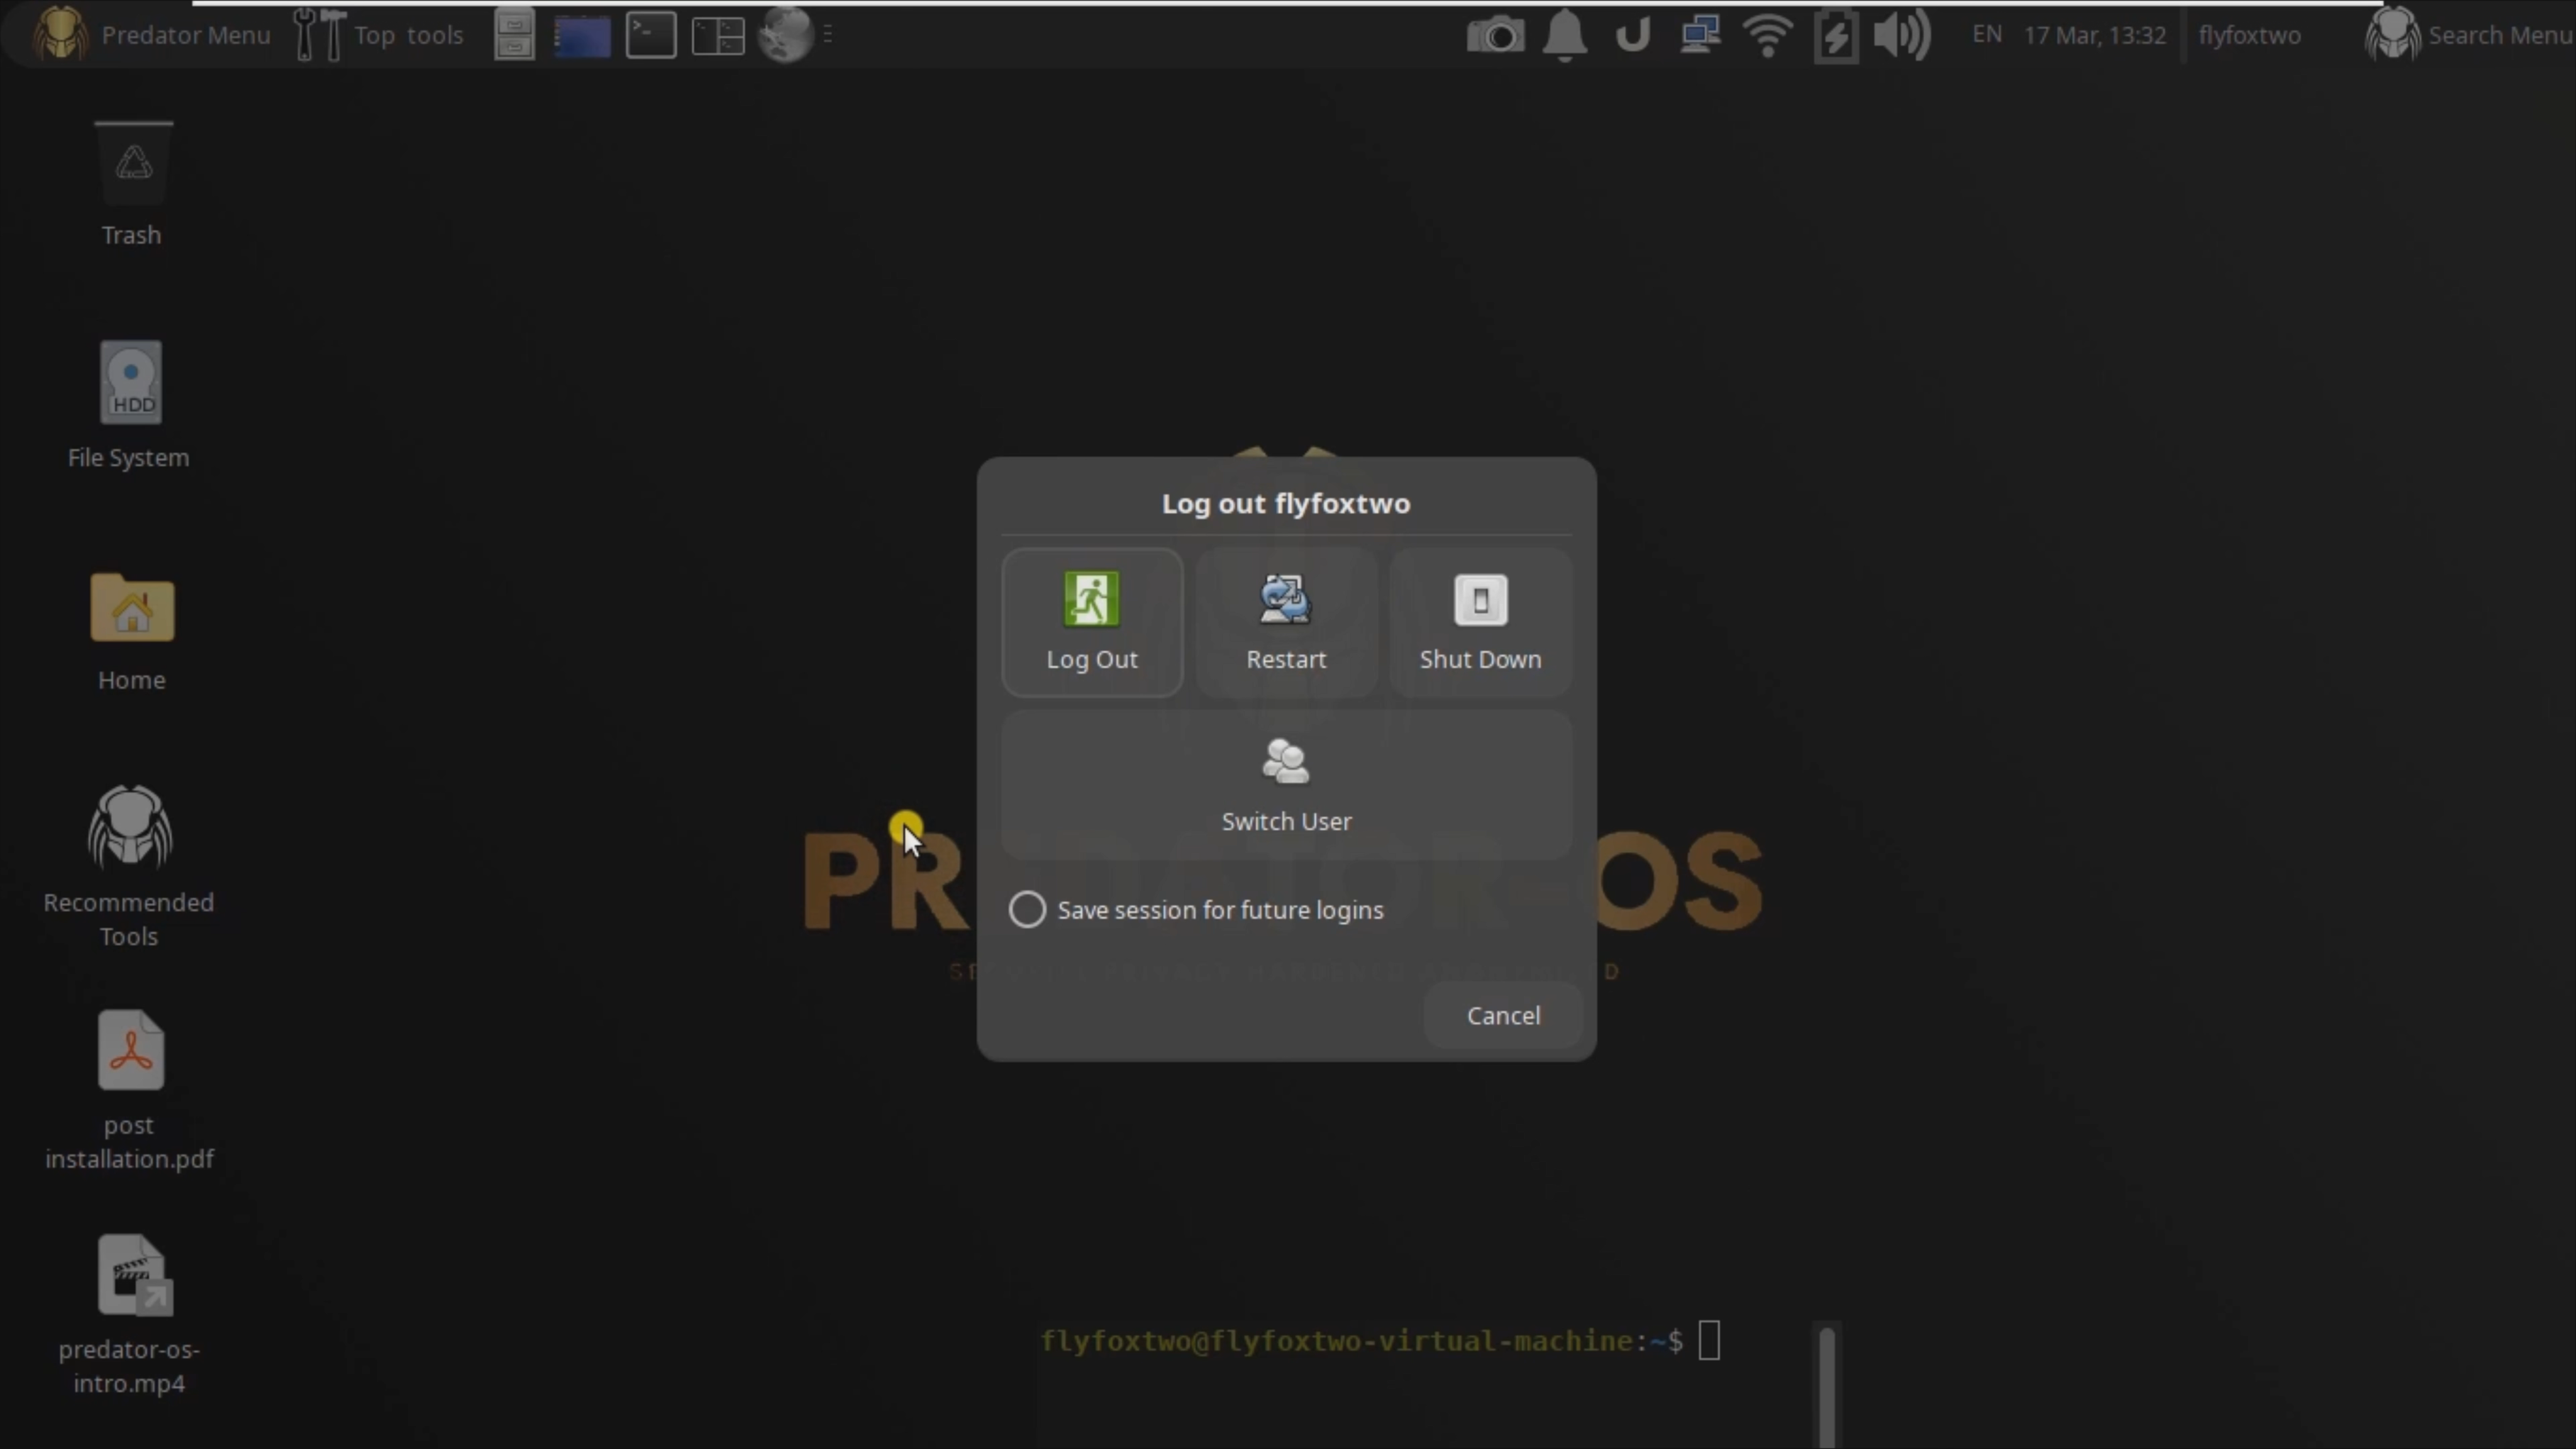 Predator Menu
Top tools
EN
17 Mar, 13:32
flyfoxtwo
Search Menu
Trash
HDD
File System
Home
Recommended
Tools
post
installation.pdf
predator-os-
intro.mp4
Log out flyfoxtwo
Log Out
Restart
Shut Down
Switch User
Save session for future logins
Cancel
PREDATOR-OS
flyfoxtwo@flyfoxtwo-virtual-machine:~$